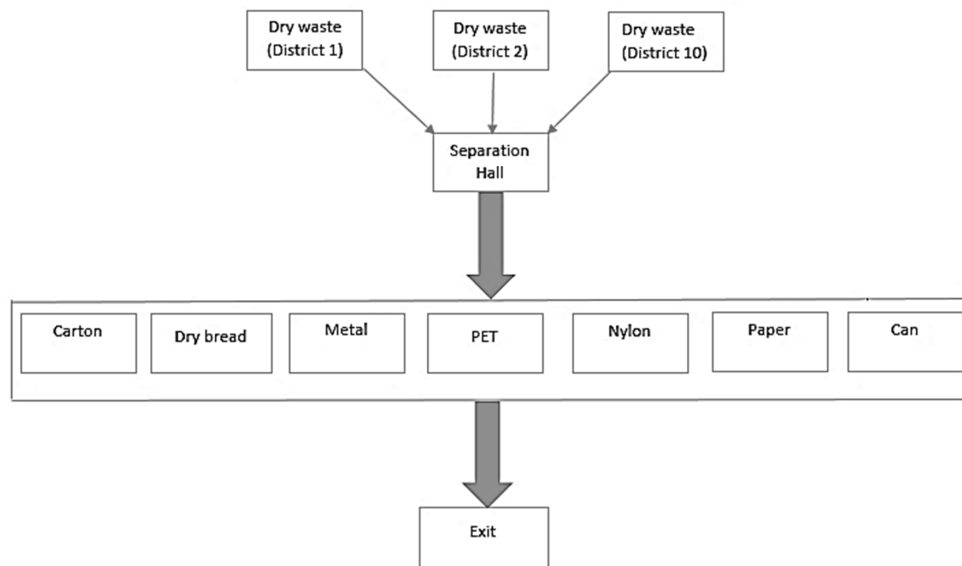 Dry waste
(District 1)
Dry waste
(District 2)
Dry waste
(District 10)
Separation
Hall
Carton
Dry bread
Metal
PET
Nylon
Paper
Can
Exit